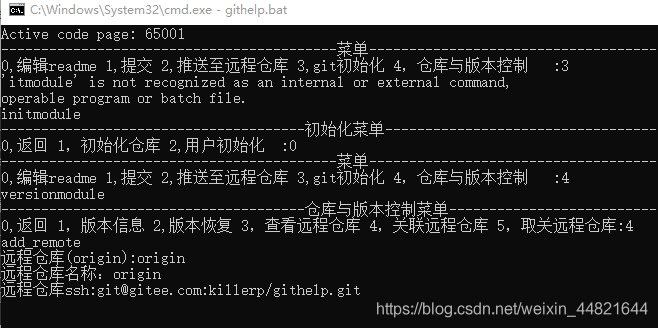 C:\Windows\System32\cmd.exe - githelp.bat
Active code page: 65001
----------------------------------------菜单----------------------------------------
0,编辑readme 1,提交 2,推送至远程仓库 3,git初始化 4，仓库与版本控制   :3
'itmodule' is not recognized as an internal or external command,
operable program or batch file.
initmodule
------------------------------------初始化菜单------------------------------------
0,返回 1，初始化仓库 2,用户初始化  :0
----------------------------------------菜单----------------------------------------
0,编辑readme 1,提交 2,推送至远程仓库 3,git初始化 4，仓库与版本控制   :4
versionmodule
------------------------------------仓库与版本控制菜单------------------------------------
0,返回 1，版本信息 2,版本恢复 3，查看远程仓库 4，关联远程仓库 5，取关远程仓库:4
add_remote
远程仓库(origin):origin
远程仓库名称：origin
远程仓库ssh:git@gitee.com:killerp/githelp.git
https://blog.csdn.net/weixin_44821644